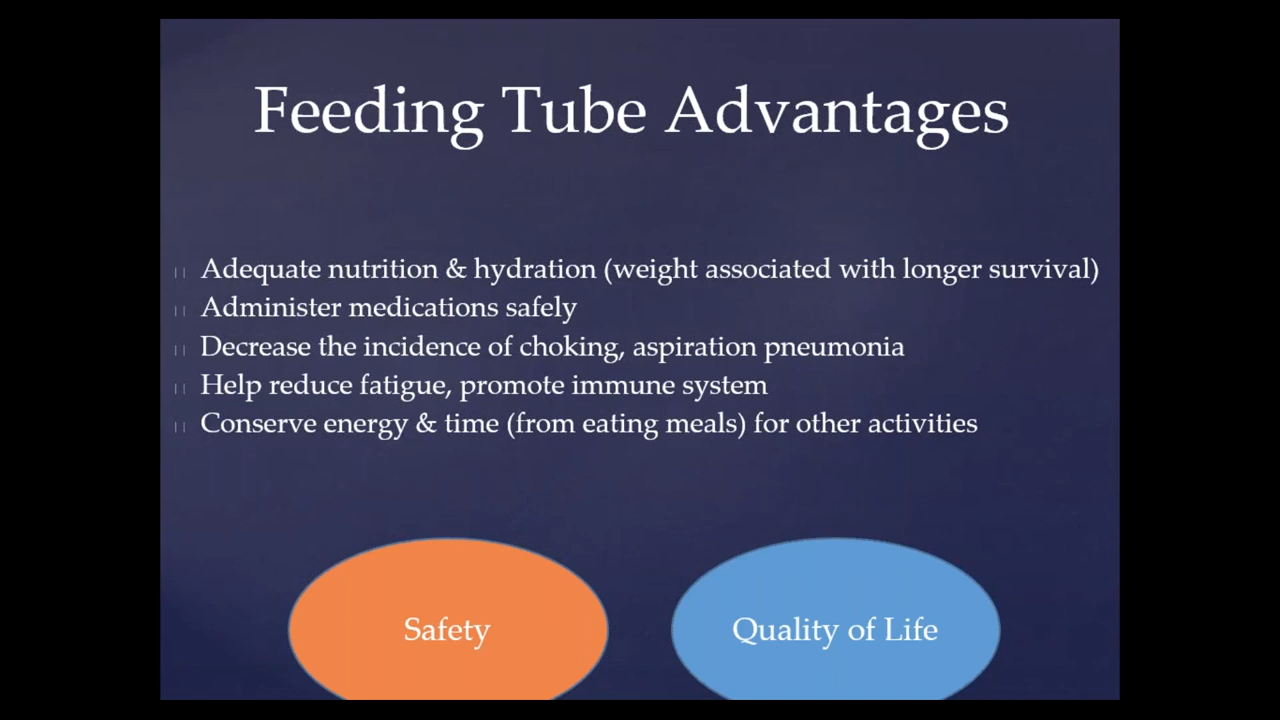 Feeding Tube Advantages
Adequate nutrition & hydration (weight associated with longer survival)
Administer medications safely
Decrease the incidence of choking, aspiration pneumonia
Help reduce fatigue, promote immune system
Conserve energy & time (from eating meals) for other activities
Safety
Quality of Life